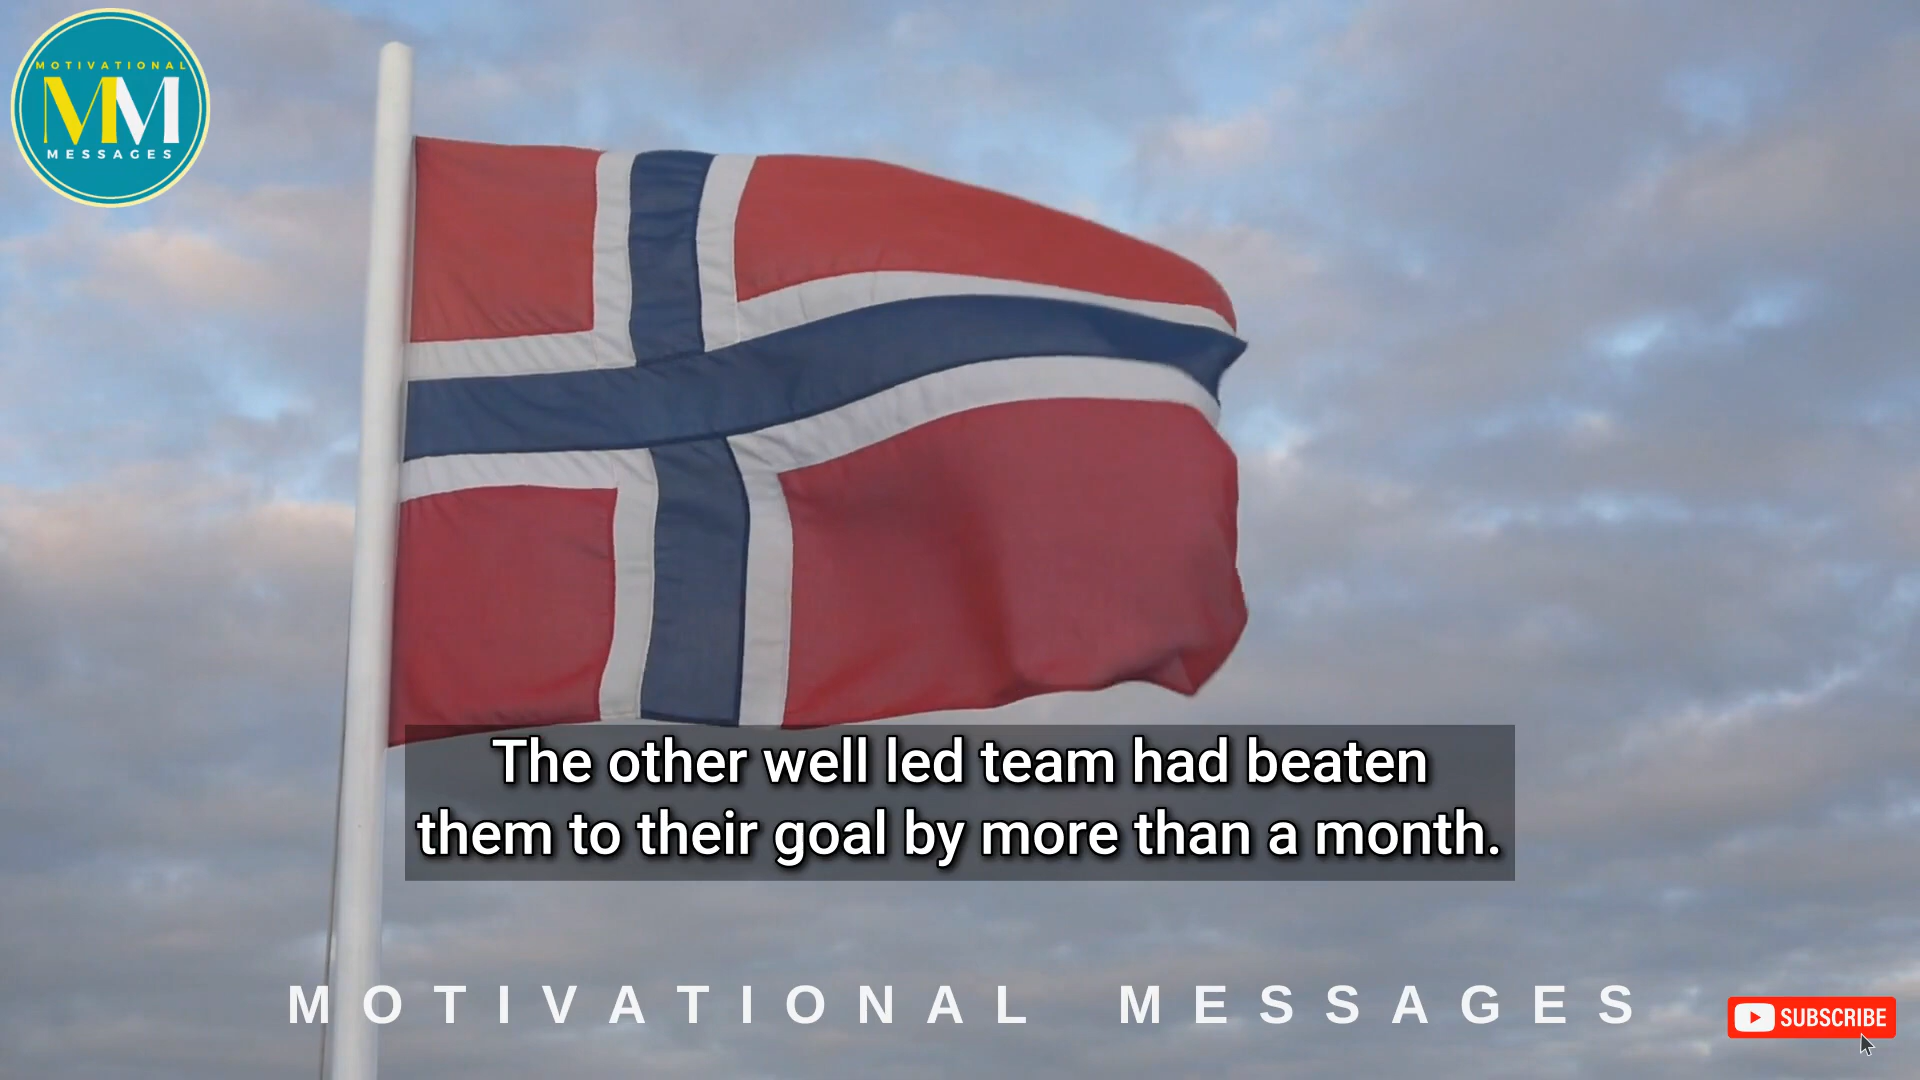 MOTIVATIONAL
MM
MESSAGES
The other well led team had beaten
them to their goal by more than a month.
MOTIVATIONAL MESSAGES
SUBSCRIBE